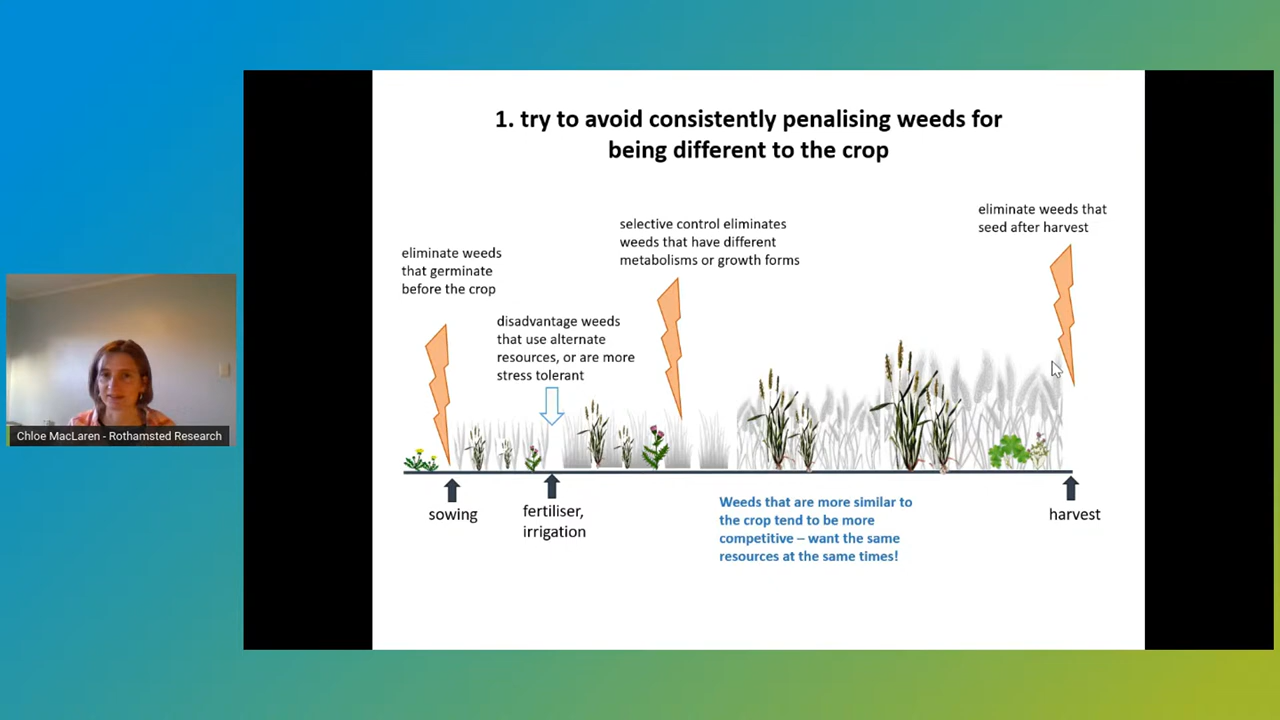 1. try to avoid consistently penalising weeds for
being different to the crop
eliminate weeds
that germinate
before the crop
disadvantage weeds
that use alternate
resources, or are more
stress tolerant
selective control eliminates
weeds that have different
metabolisms or growth forms
eliminate weeds that
seed after harvest
sowing
fertiliser,
irrigation
Weeds that are more similar to
the crop tend to be more
competitive – want the same
resources at the same times!
harvest
Chloe MacLaren - Rothamsted Research